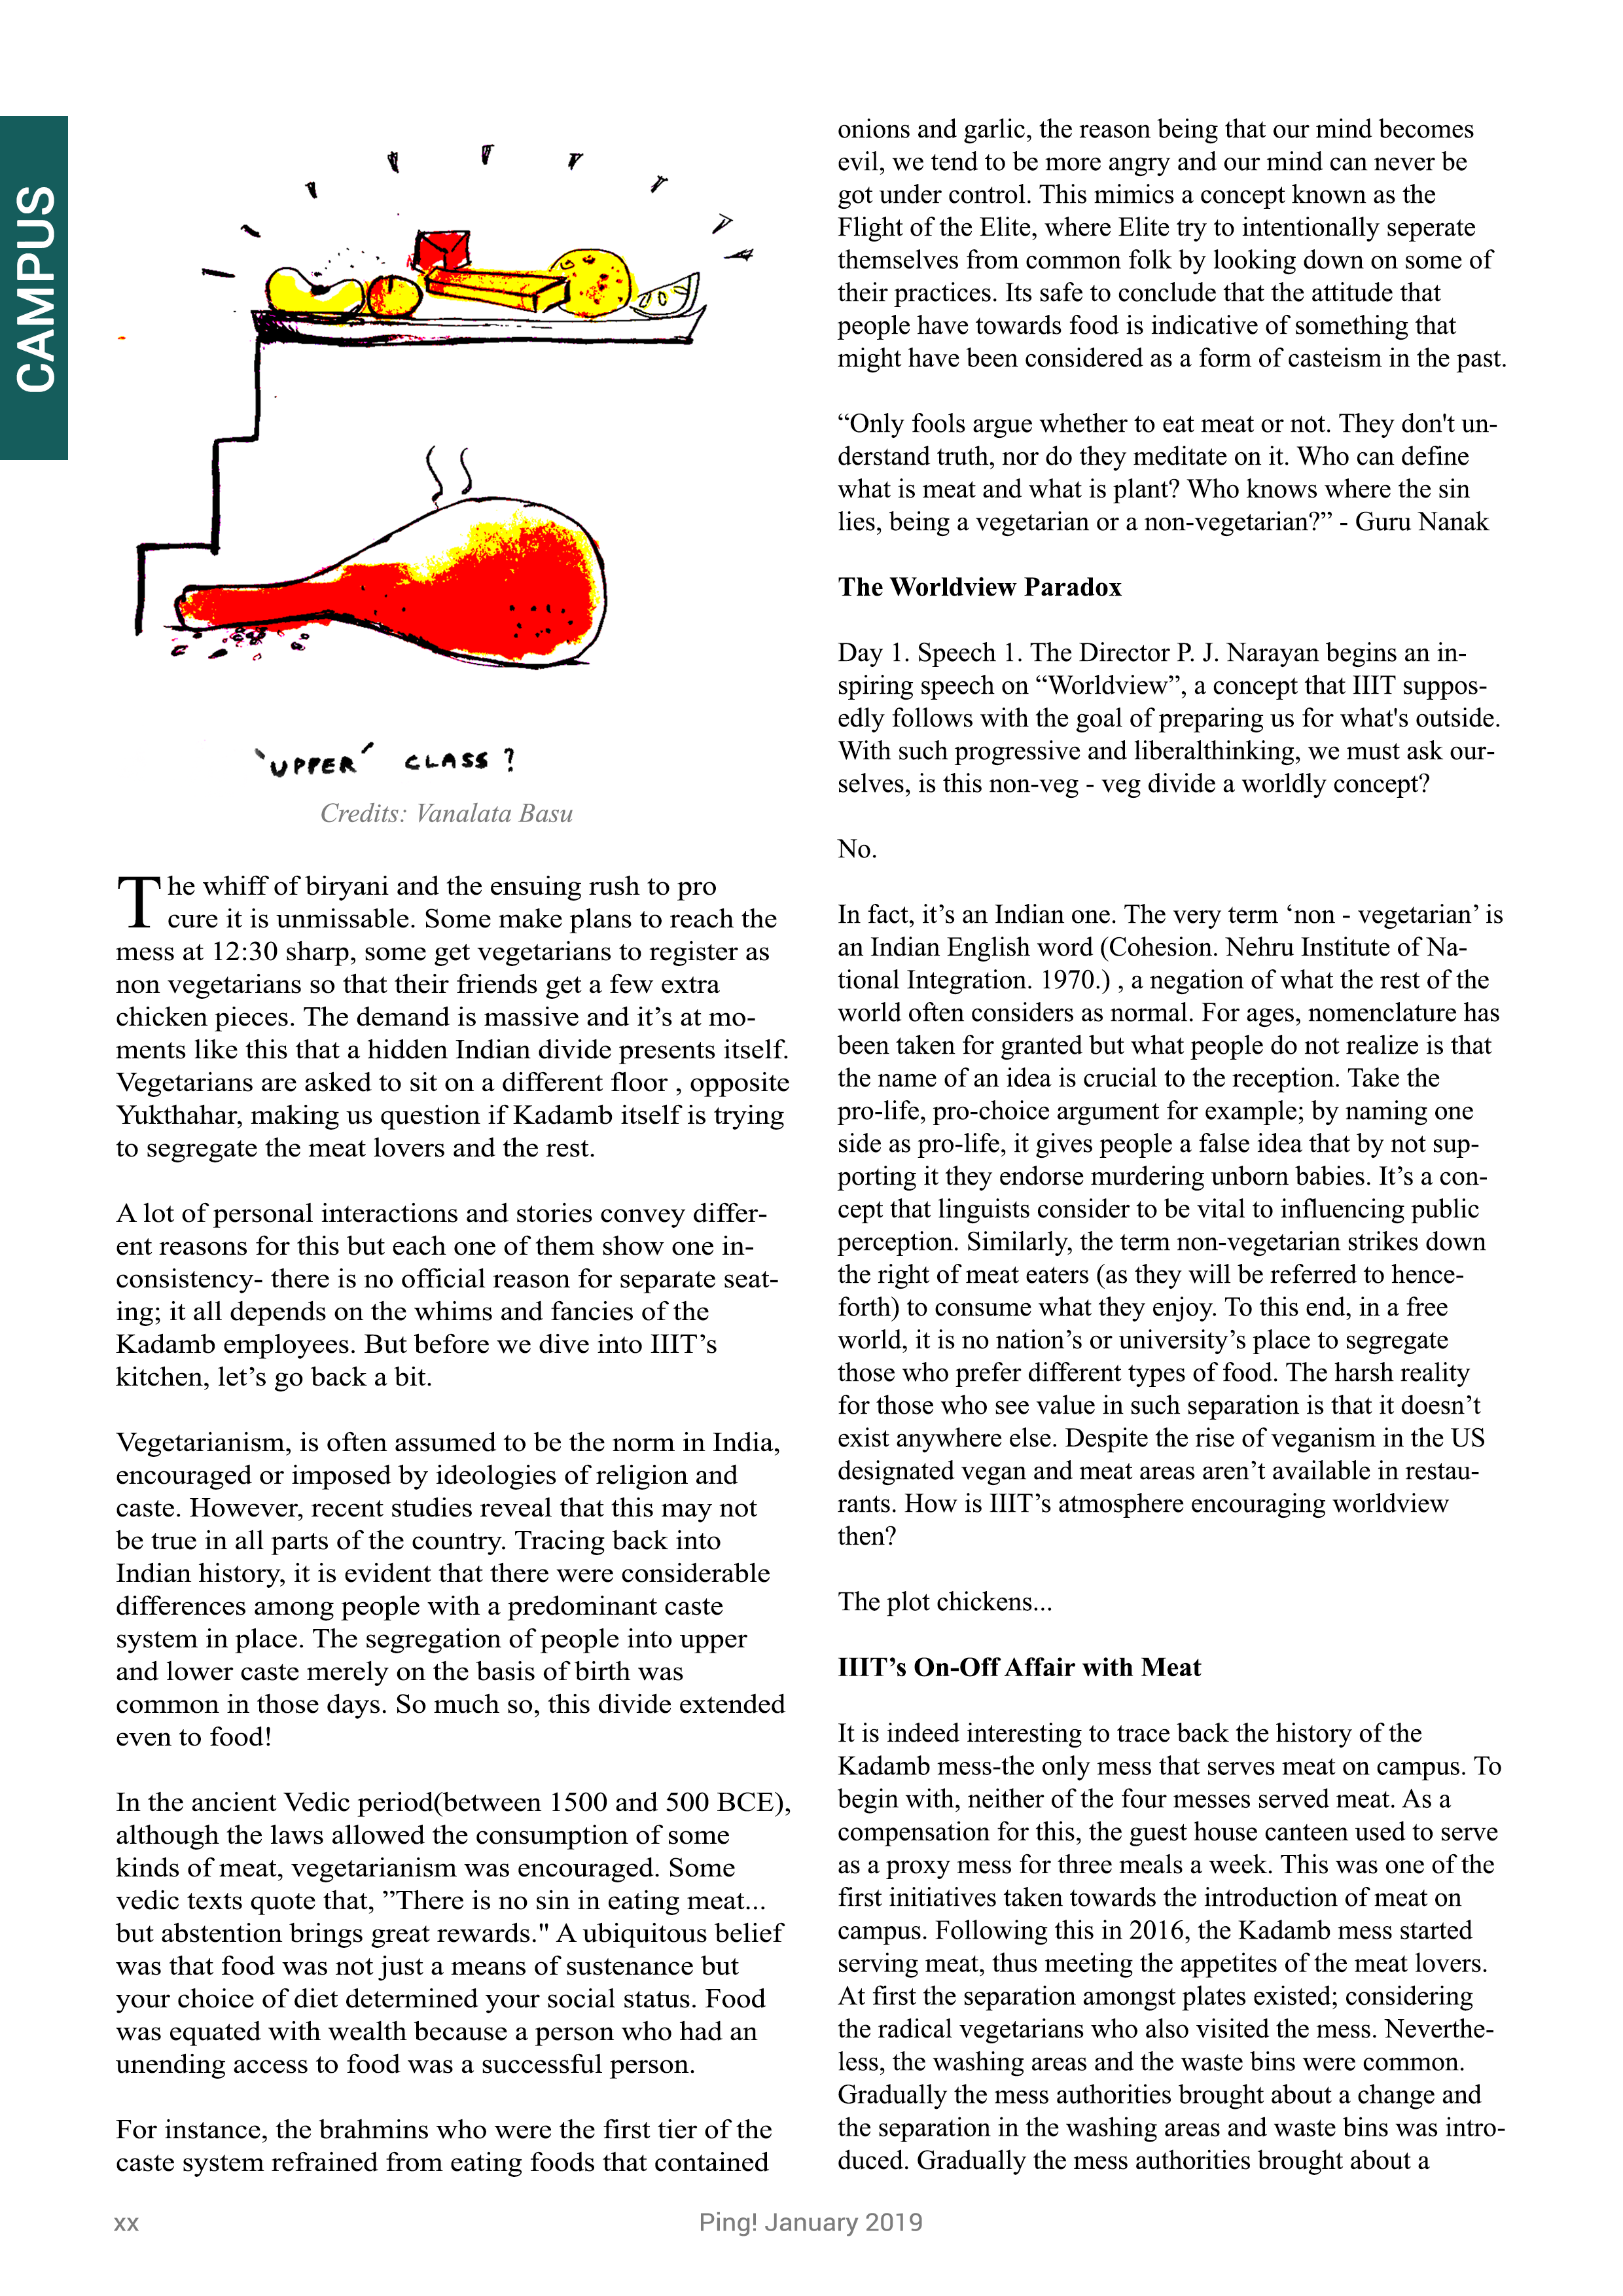 CAMPUS
‘UPPER’ CLASS ?
Credits: Vanalata Basu
The whiff of biryani and the ensuing rush to pro
cure it is unmissable. Some make plans to reach the
mess at 12:30 sharp, some get vegetarians to register as
non vegetarians so that their friends get a few extra
chicken pieces. The demand is massive and it’s at mo-
ments like this that a hidden Indian divide presents itself.
Vegetarians are asked to sit on a different floor , opposite
Yukthahar, making us question if Kadamb itself is trying
to segregate the meat lovers and the rest.
A lot of personal interactions and stories convey differ-
ent reasons for this but each one of them show one in-
consistency- there is no official reason for separate seat-
ing; it all depends on the whims and fancies of the
Kadamb employees. But before we dive into IIIT’s
kitchen, let’s go back a bit.
Vegetarianism, is often assumed to be the norm in India,
encouraged or imposed by ideologies of religion and
caste. However, recent studies reveal that this may not
be true in all parts of the country. Tracing back into
Indian history, it is evident that there were considerable
differences among people with a predominant caste
system in place. The segregation of people into upper
and lower caste merely on the basis of birth was
common in those days. So much so, this divide extended
even to food!
In the ancient Vedic period(between 1500 and 500 BCE),
although the laws allowed the consumption of some
kinds of meat, vegetarianism was encouraged. Some
vedic texts quote that, ”There is no sin in eating meat...
but abstention brings great rewards." A ubiquitous belief
was that food was not just a means of sustenance but
your choice of diet determined your social status. Food
was equated with wealth because a person who had an
unending access to food was a successful person.
For instance, the brahmins who were the first tier of the
caste system refrained from eating foods that contained
onions and garlic, the reason being that our mind becomes
evil, we tend to be more angry and our mind can never be
got under control. This mimics a concept known as the
Flight of the Elite, where Elite try to intentionally seperate
themselves from common folk by looking down on some of
their practices. Its safe to conclude that the attitude that
people have towards food is indicative of something that
might have been considered as a form of casteism in the past.
“Only fools argue whether to eat meat or not. They don't un-
derstand truth, nor do they meditate on it. Who can define
what is meat and what is plant? Who knows where the sin
lies, being a vegetarian or a non-vegetarian?” - Guru Nanak
The Worldview Paradox
Day 1. Speech 1. The Director P. J. Narayan begins an in-
spiring speech on “Worldview”, a concept that IIIT suppos-
edly follows with the goal of preparing us for what's outside.
With such progressive and liberalthinking, we must ask our-
selves, is this non-veg - veg divide a worldly concept?
No.
In fact, it’s an Indian one. The very term ‘non - vegetarian’ is
an Indian English word (Cohesion. Nehru Institute of Na-
tional Integration. 1970.) , a negation of what the rest of the
world often considers as normal. For ages, nomenclature has
been taken for granted but what people do not realize is that
the name of an idea is crucial to the reception. Take the
pro-life, pro-choice argument for example; by naming one
side as pro-life, it gives people a false idea that by not sup-
porting it they endorse murdering unborn babies. It’s a con-
cept that linguists consider to be vital to influencing public
perception. Similarly, the term non-vegetarian strikes down
the right of meat eaters (as they will be referred to hence-
forth) to consume what they enjoy. To this end, in a free
world, it is no nation’s or university’s place to segregate
those who prefer different types of food. The harsh reality
for those who see value in such separation is that it doesn’t
exist anywhere else. Despite the rise of veganism in the US
designated vegan and meat areas aren’t available in restau-
rants. How is IIIT’s atmosphere encouraging worldview
then?
The plot chickens...
IIIT’s On-Off Affair with Meat
It is indeed interesting to trace back the history of the
Kadamb mess-the only mess that serves meat on campus. To
begin with, neither of the four messes served meat. As a
compensation for this, the guest house canteen used to serve
as a proxy mess for three meals a week. This was one of the
first initiatives taken towards the introduction of meat on
campus. Following this in 2016, the Kadamb mess started
serving meat, thus meeting the appetites of the meat lovers.
At first the separation amongst plates existed; considering
the radical vegetarians who also visited the mess. Neverthe-
less, the washing areas and the waste bins were common.
Gradually the mess authorities brought about a change and
the separation in the washing areas and waste bins was intro-
duced. Gradually the mess authorities brought about a
xx
Ping! January 2019